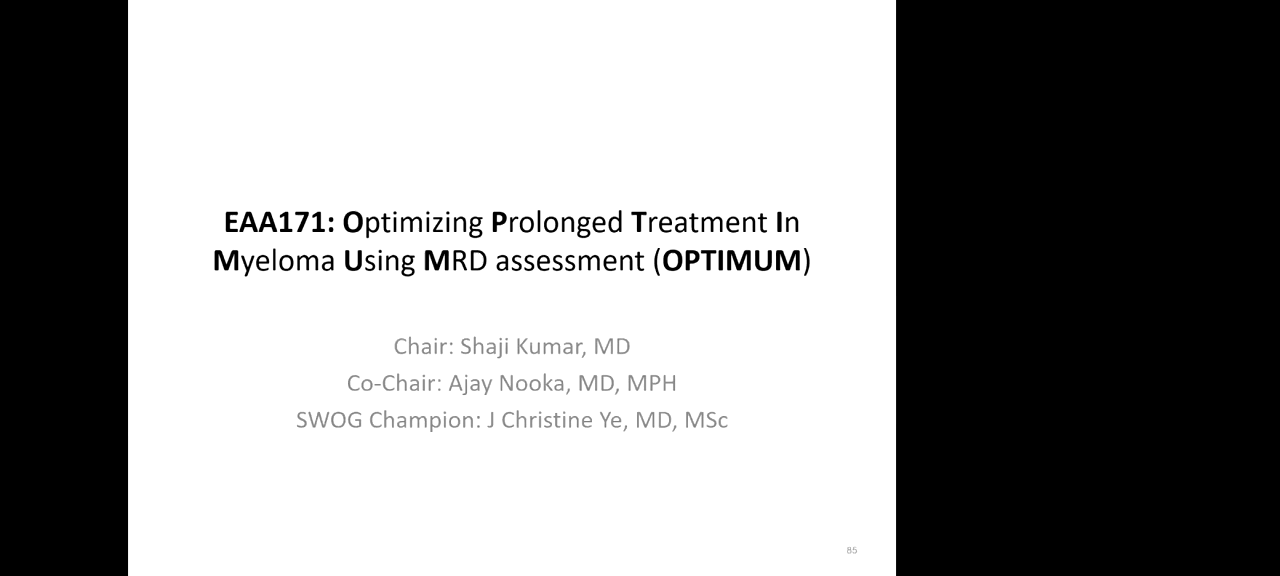 EAA171: Optimizing Prolonged Treatment In
Myeloma Using MRD assessment (OPTIMUM)
Chair: Shaji Kumar, MD
Co-Chair: Ajay Nooka, MD, MPH
SWOG Champion: J Christine Ye, MD, MSc
85